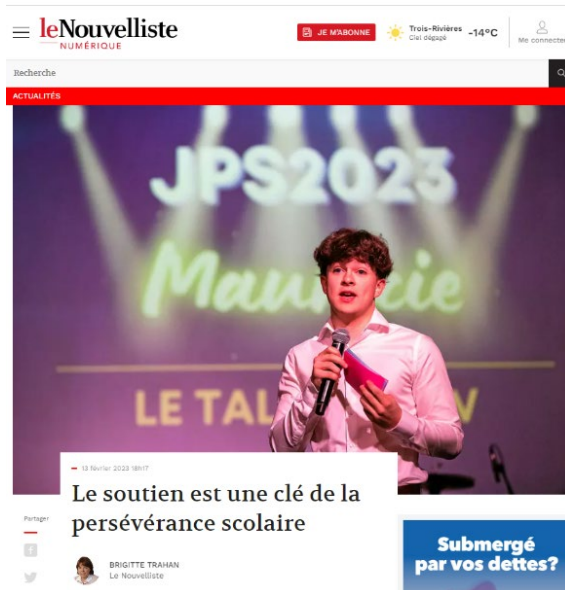 leNouvelliste
NUMÉRIQUE
JE M'ABONNE
Trois-Rivières
Ciel dégagé
-14°C
Me connecter
Recherche
ACTUALITÉS
JPS2023
Mauricie
LE TAL W
13 février 2023 18h17
Le soutien est une clé de la
persévérance scolaire
Partager
BRIGITTE TRAHAN
Le Nouvelliste
Submergé
par vos dettes?